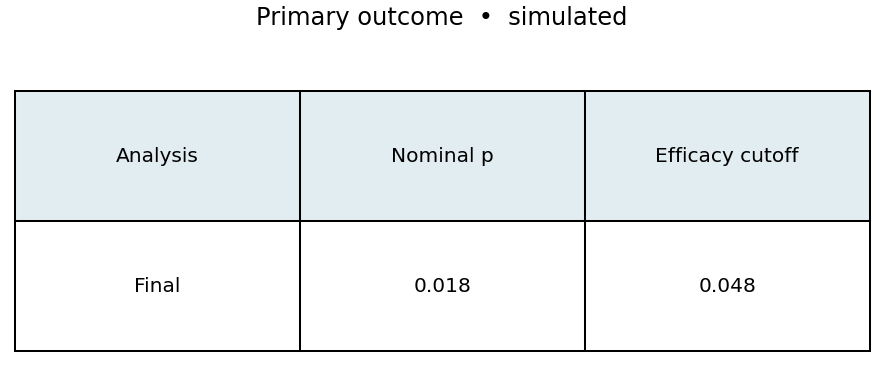 Primary outcome • simulated
Analysis Nominal p Efficacy cutoff
Final 0.018 0.048